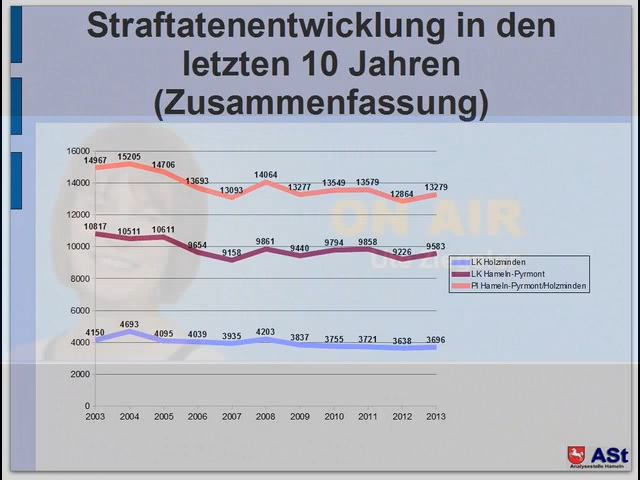 Straftatenentwicklung in den
letzten 10 Jahren
(Zusammenfassung)
16000
14000
12000
10000
8000
6000
4000
2000
0
14967 15205 14706 13693 13093 14064 13277 13549 13579 12864 13279
10817 10511 10611 9654 9158 9861 9440 9794 9858 9226 9583
4150 4693 4095 4039 3935 4203 3837 3755 3721 3638 3696
2003 2004 2005 2006 2007 2008 2009 2010 2011 2012 2013
ON AIR
LK Holzminden
LK Hameln-Pyrmont
PI Hameln-Pyrmont/Holzminden
ASt
Analysestelle Hameln